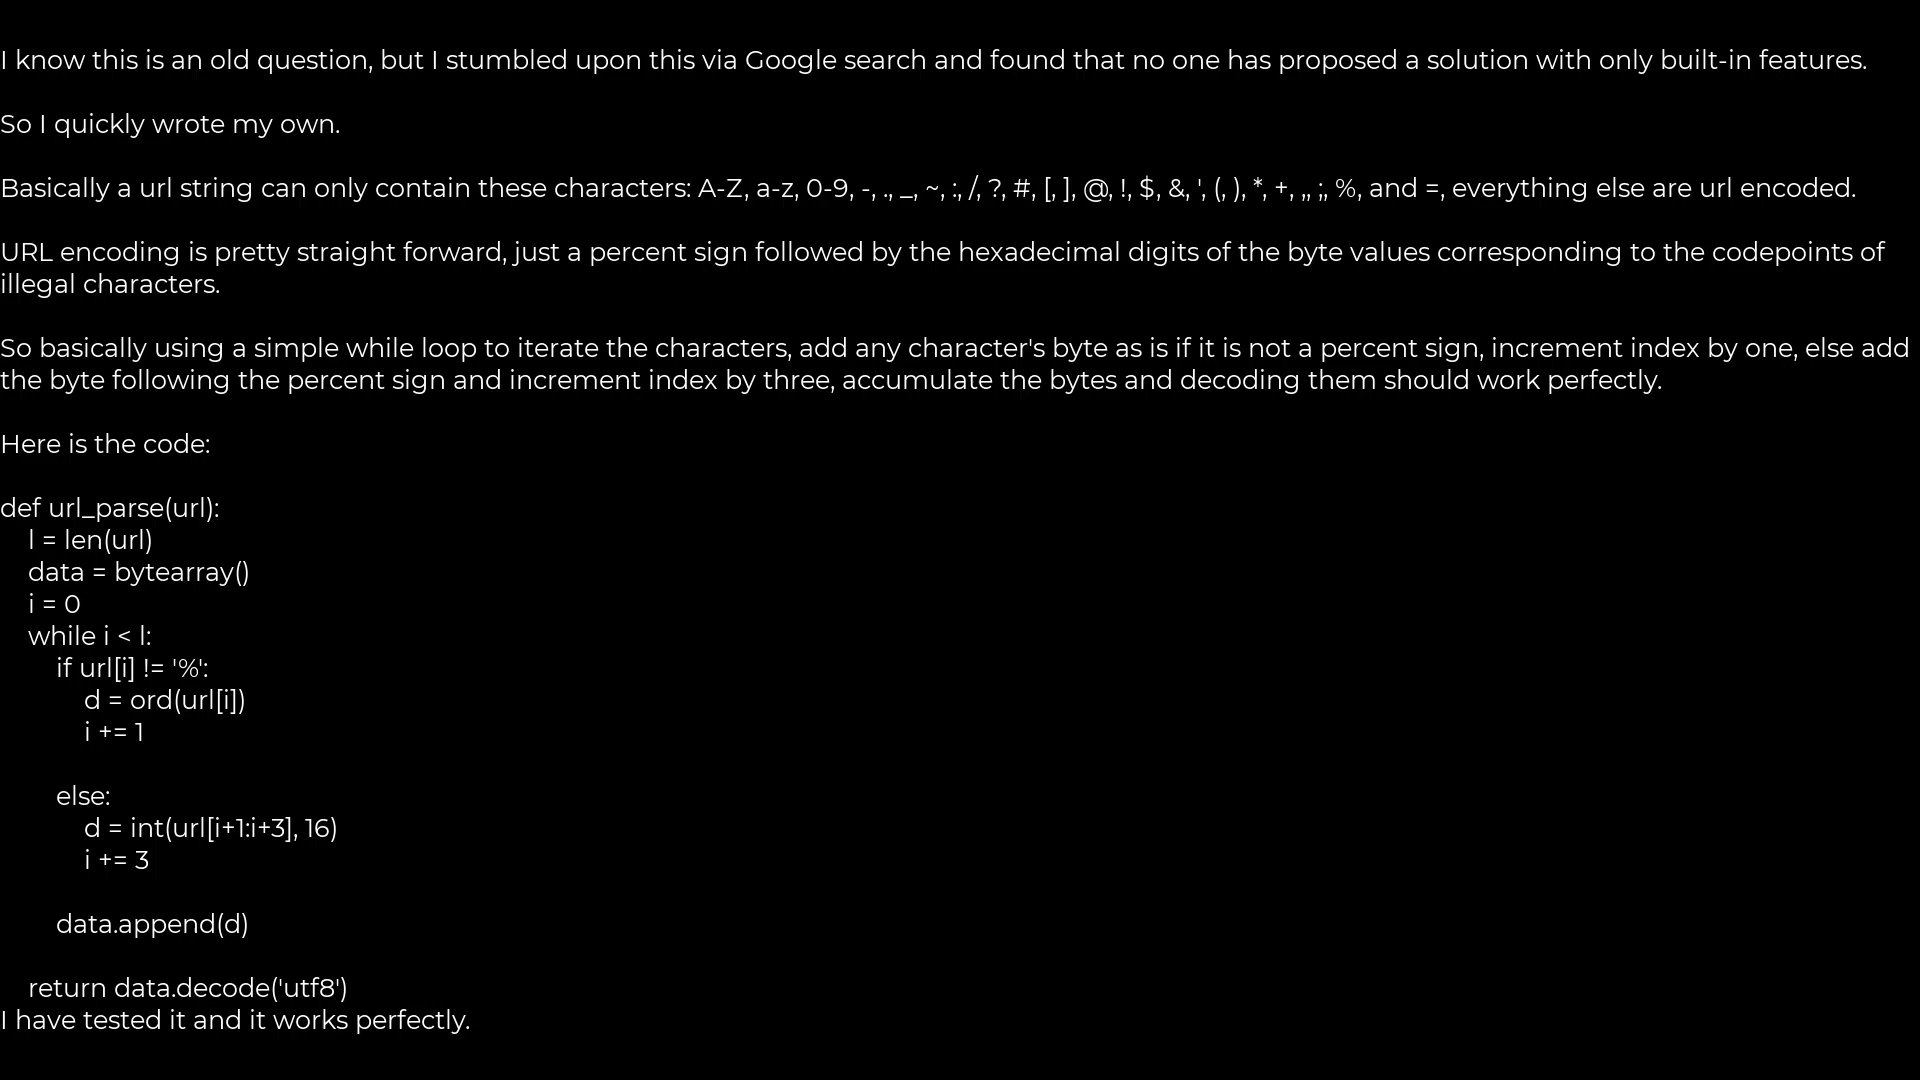 I know this is an old question, but I stumbled upon this via Google search and found that no one has proposed a solution with only built-in features.
So I quickly wrote my own.
Basically a url string can only contain these characters: A-Z, a-z, 0-9, -, ., _, ~, :, /, ?, #, [, ], @, !, $, &, ', (, ), *, +, ,, ;, %, and =, everything else are url encoded.
URL encoding is pretty straight forward, just a percent sign followed by the hexadecimal digits of the byte values corresponding to the codepoints of
illegal characters.
So basically using a simple while loop to iterate the characters, add any character's byte as is if it is not a percent sign, increment index by one, else add
the byte following the percent sign and increment index by three, accumulate the bytes and decoding them should work perfectly.
Here is the code:
def url_parse(url):
    l = len(url)
    data = bytearray()
    i = 0
    while i < l:
        if url[i] != '%':
            d = ord(url[i])
            i += 1
        else:
            d = int(url[i+1:i+3], 16)
            i += 3
        data.append(d)
    return data.decode('utf8')
I have tested it and it works perfectly.